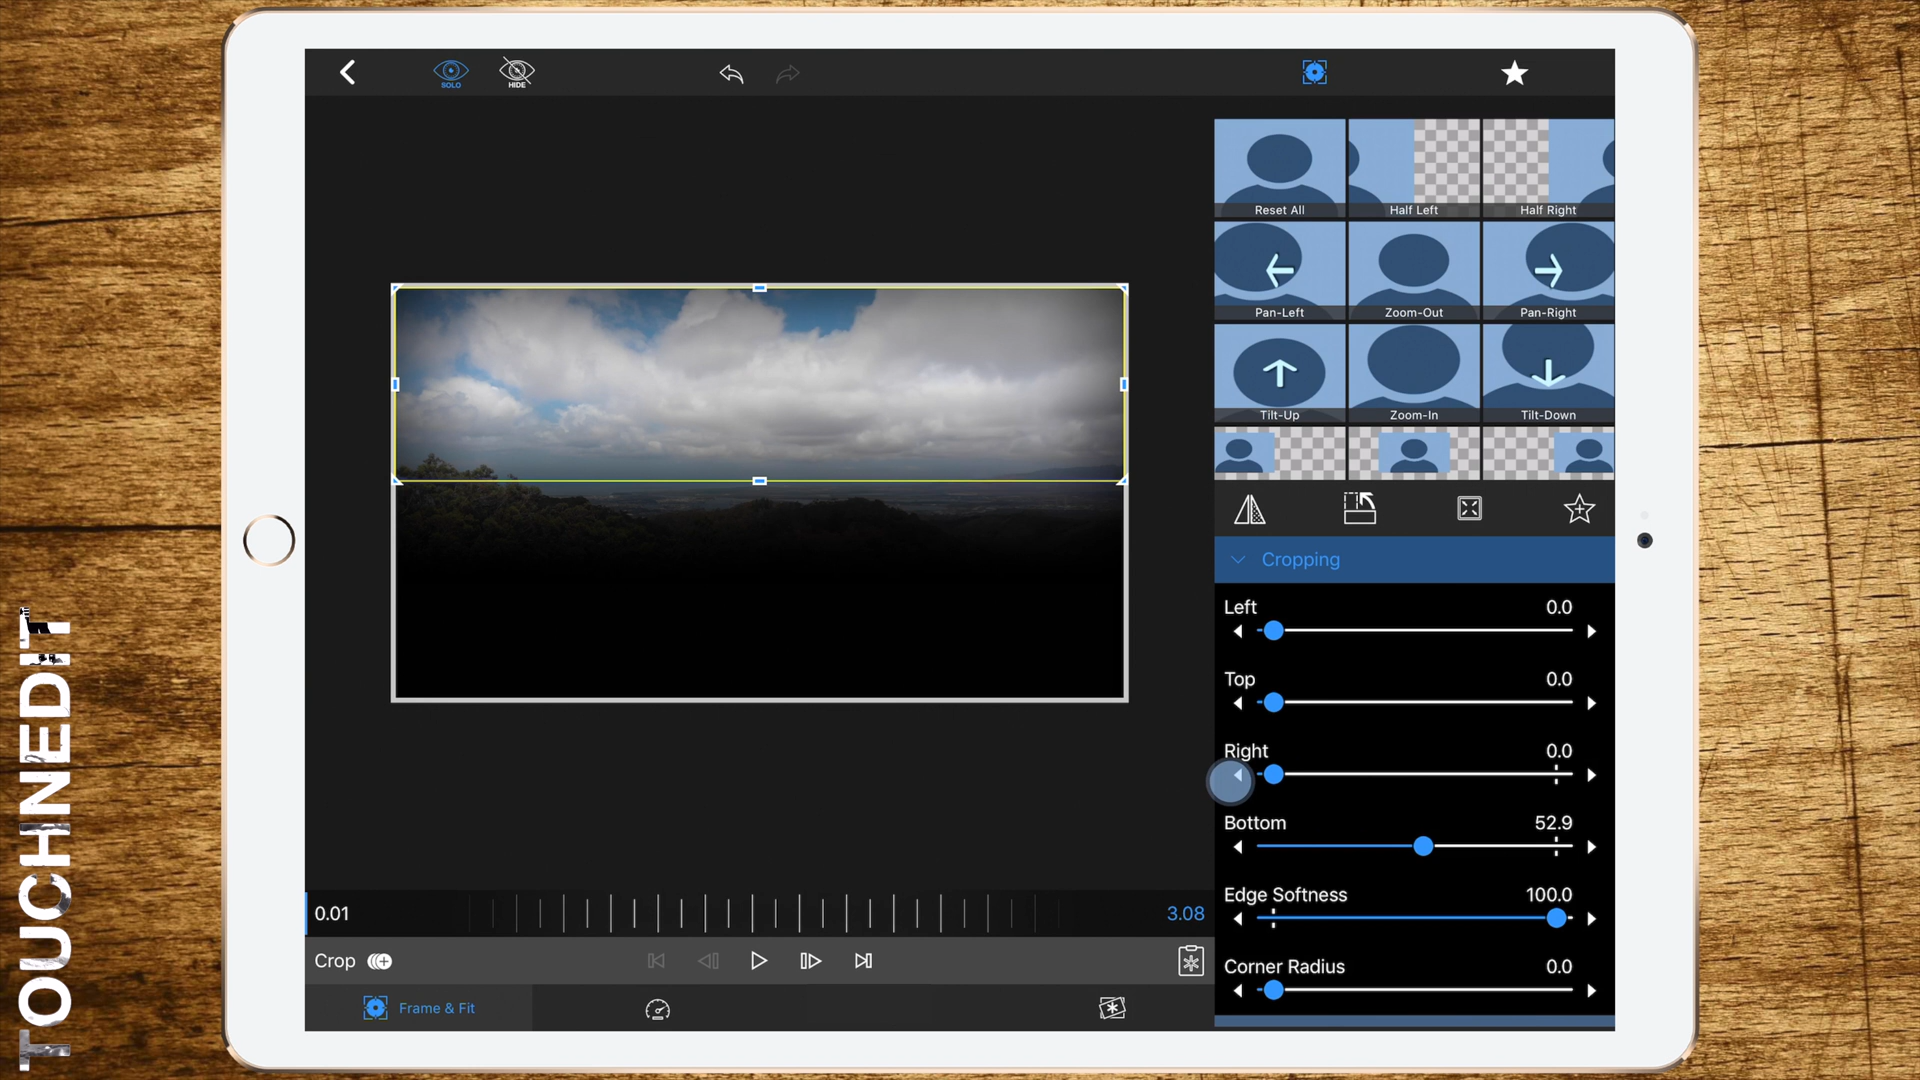 SOLO
HIDE
Reset All
Half Left
Half Right
Pan-Left
Zoom-Out
Pan-Right
Tilt-Up
Zoom-In
Tilt-Down
Cropping
Left 0.0
Top 0.0
Right 0.0
Bottom 52.9
Edge Softness 100.0
Corner Radius 0.0
0.01
3.08
Crop
Frame & Fit
TOUCHNEDIT